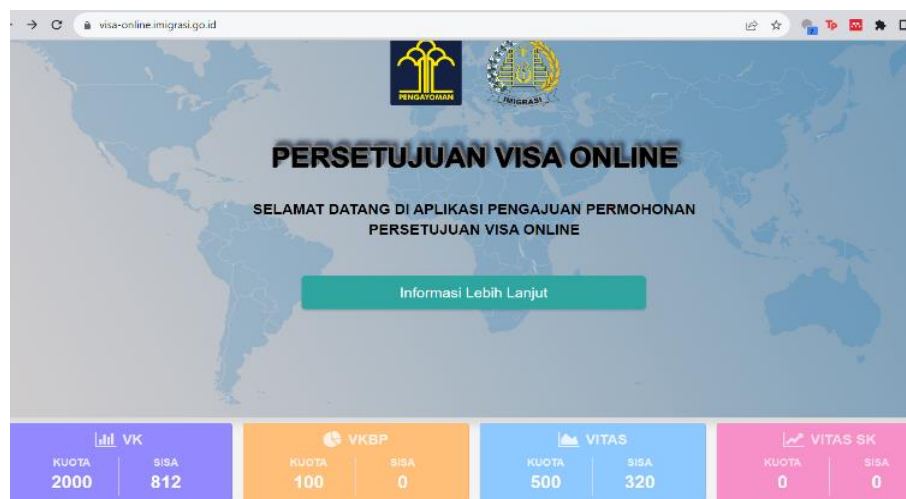 visa-online.imigrasi.go.id
PENGAYOMAN
IMIGRASI
PERSETUJUAN VISA ONLINE
SELAMAT DATANG DI APLIKASI PENGAJUAN PERMOHONAN
PERSETUJUAN VISA ONLINE
Informasi Lebih Lanjut
VK
KUOTA SISA
2000 812
VKBP
KUOTA SISA
100 0
VITAS
KUOTA SISA
500 320
VITAS SK
KUOTA SISA
0 0